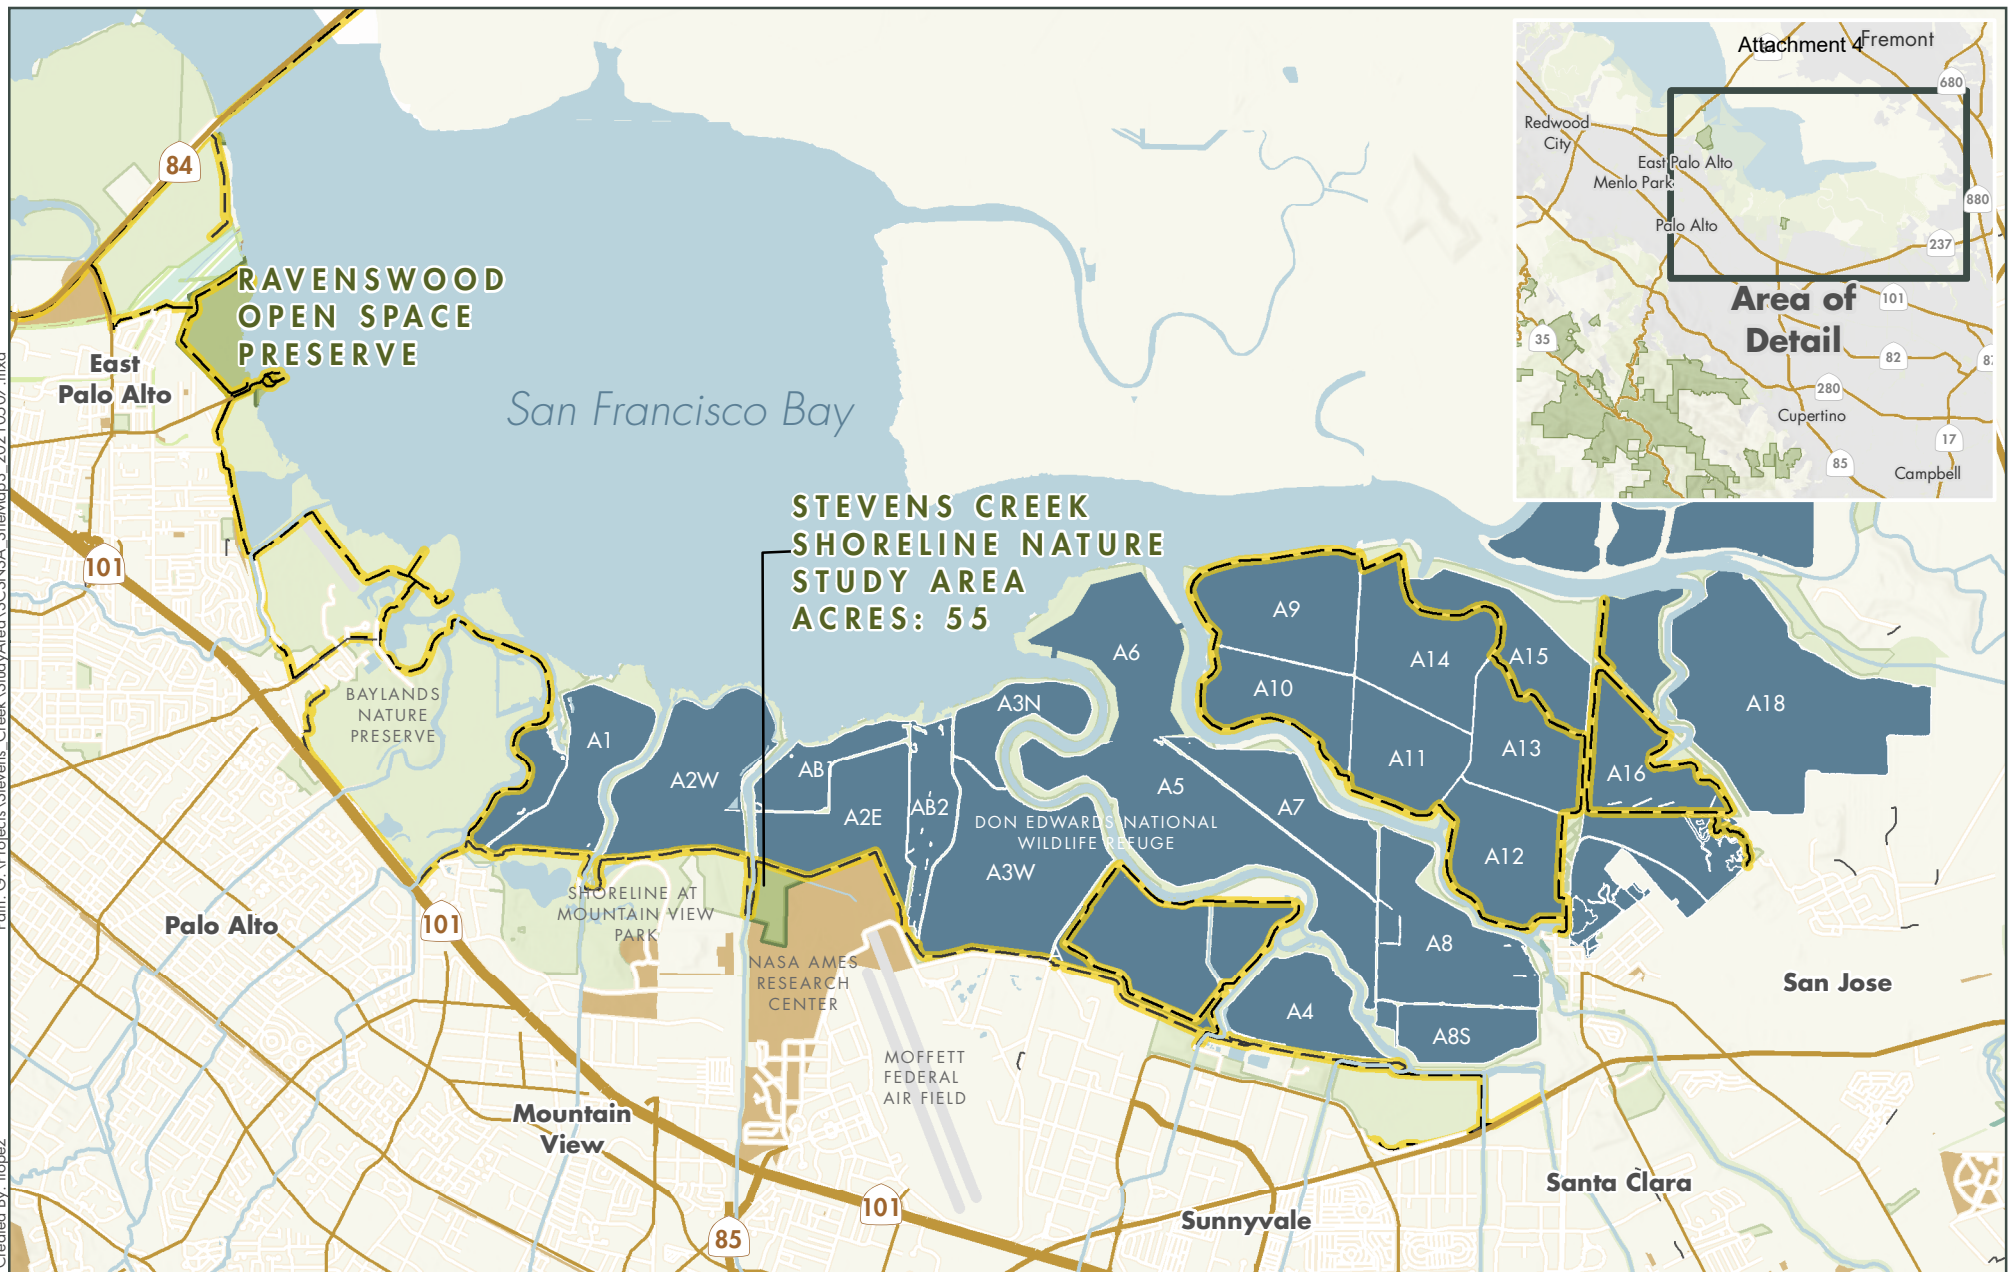 Attachment 4
Fremont
680
Redwood
City
East Palo Alto
Menlo Park
880
Palo Alto
237
Area of
Detail
101
35
82
280
Cupertino
17
85
Campbell
84
RAVENSWOOD
OPEN SPACE
PRESERVE
East
Palo Alto
San Francisco Bay
STEVENS CREEK
SHORELINE NATURE
STUDY AREA
ACRES: 55
101
BAYLANDS
NATURE
PRESERVE
A9
A6
A14
A15
A10
A3N
A18
A1
A13
A11
AB1
A2W
A16
A5
A7
AB2
A2E
DON EDWARDS NATIONAL
WILDLIFE REFUGE
A12
A3W
SHORELINE AT
MOUNTAIN VIEW
PARK
101
Palo Alto
A8
NASA AMES
RESEARCH
CENTER
San Jose
A4
A8S
MOFFETT
FEDERAL
AIR FIELD
Mountain
View
Santa Clara
101
Sunnyvale
85